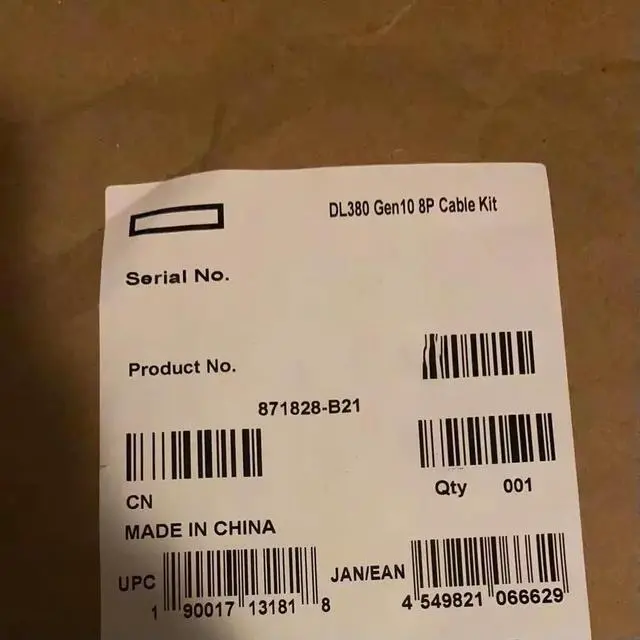 DL380 Gen10 8P Cable Kit
Serial No.
Product No.
871828-B21
CN
Qty 001
MADE IN CHINA
UPC 1 90017 13181 8
JAN/EAN 4 549821 066629